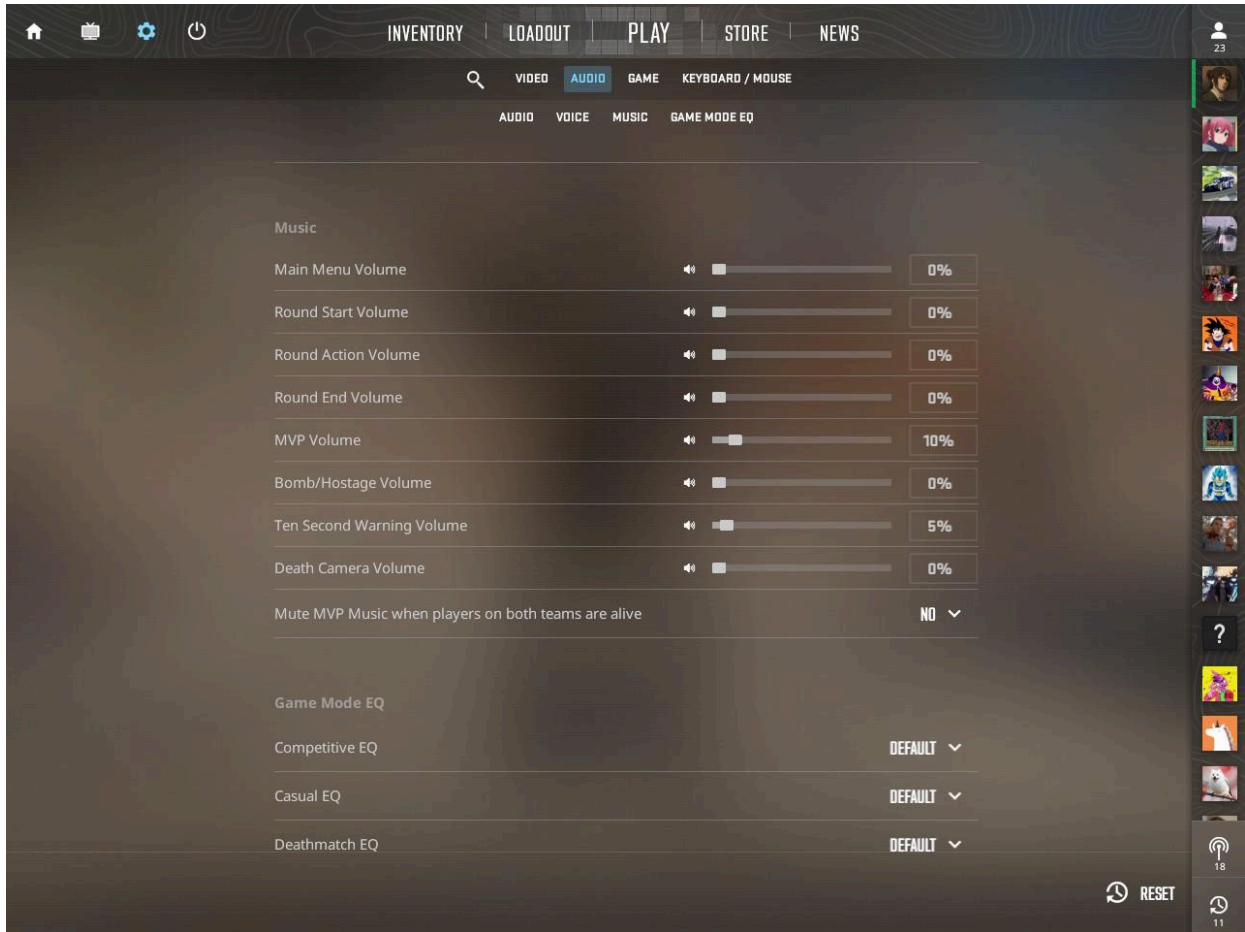 INVENTORY LOADOUT PLAY STORE NEWS
23
VIDEO AUDIO GAME KEYBOARD / MOUSE
AUDIO VOICE MUSIC GAME MODE EQ
Music
Main Menu Volume 0%
Round Start Volume 0%
Round Action Volume 0%
Round End Volume 0%
MVP Volume 10%
Bomb/Hostage Volume 0%
Ten Second Warning Volume 5%
Death Camera Volume 0%
Mute MVP Music when players on both teams are alive NO
?
Game Mode EQ
Competitive EQ DEFAULT
Casual EQ DEFAULT
Deathmatch EQ DEFAULT
18
RESET
11